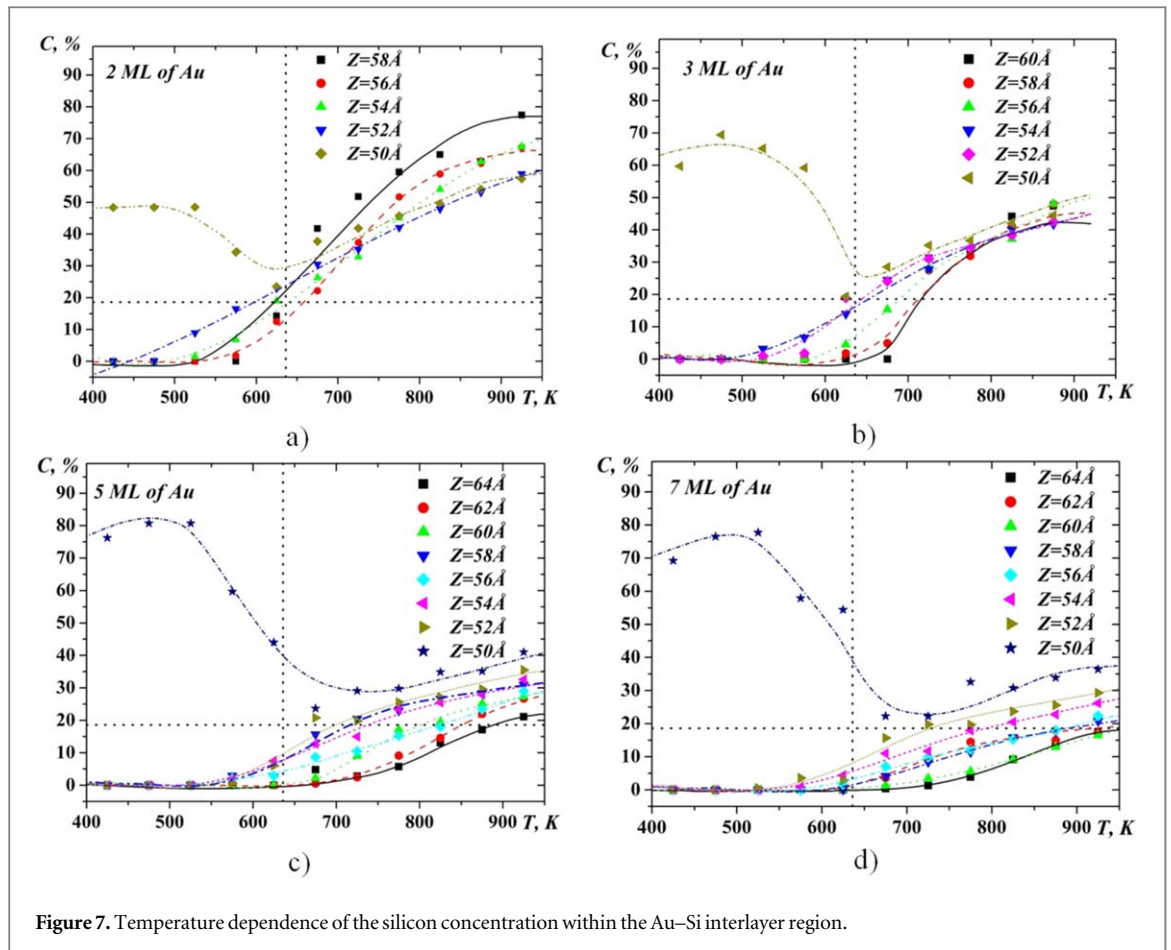 C, %
2 ML of Au
Z=58Å
Z=56Å
Z=54Å
Z=52Å
Z=50Å
90
80
70
60
50
40
30
20
10
0
400 500 600 700 800 900 T, K
a)
C, %
3 ML of Au
Z=60Å
Z=58Å
Z=56Å
Z=54Å
Z=52Å
Z=50Å
90
80
70
60
50
40
30
20
10
0
400 500 600 700 800 900 T, K
b)
C, %
5 ML of Au
Z=64Å
Z=62Å
Z=60Å
Z=58Å
Z=56Å
Z=54Å
Z=52Å
Z=50Å
90
80
70
60
50
40
30
20
10
0
400 500 600 700 800 900 T, K
c)
C, %
7 ML of Au
Z=64Å
Z=62Å
Z=60Å
Z=58Å
Z=56Å
Z=54Å
Z=52Å
Z=50Å
90
80
70
60
50
40
30
20
10
0
400 500 600 700 800 900 T, K
d)
Figure 7. Temperature dependence of the silicon concentration within the Au–Si interlayer region.